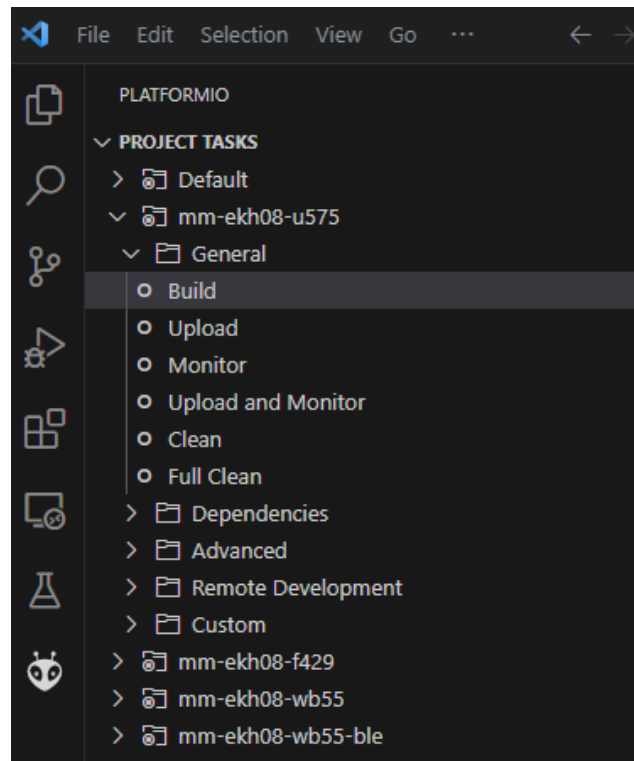 File Edit Selection View Go ...
PLATFORMIO
PROJECT TASKS
Default
mm-ekh08-u575
General
Build
Upload
Monitor
Upload and Monitor
Clean
Full Clean
Dependencies
Advanced
Remote Development
Custom
mm-ekh08-f429
mm-ekh08-wb55
mm-ekh08-wb55-ble